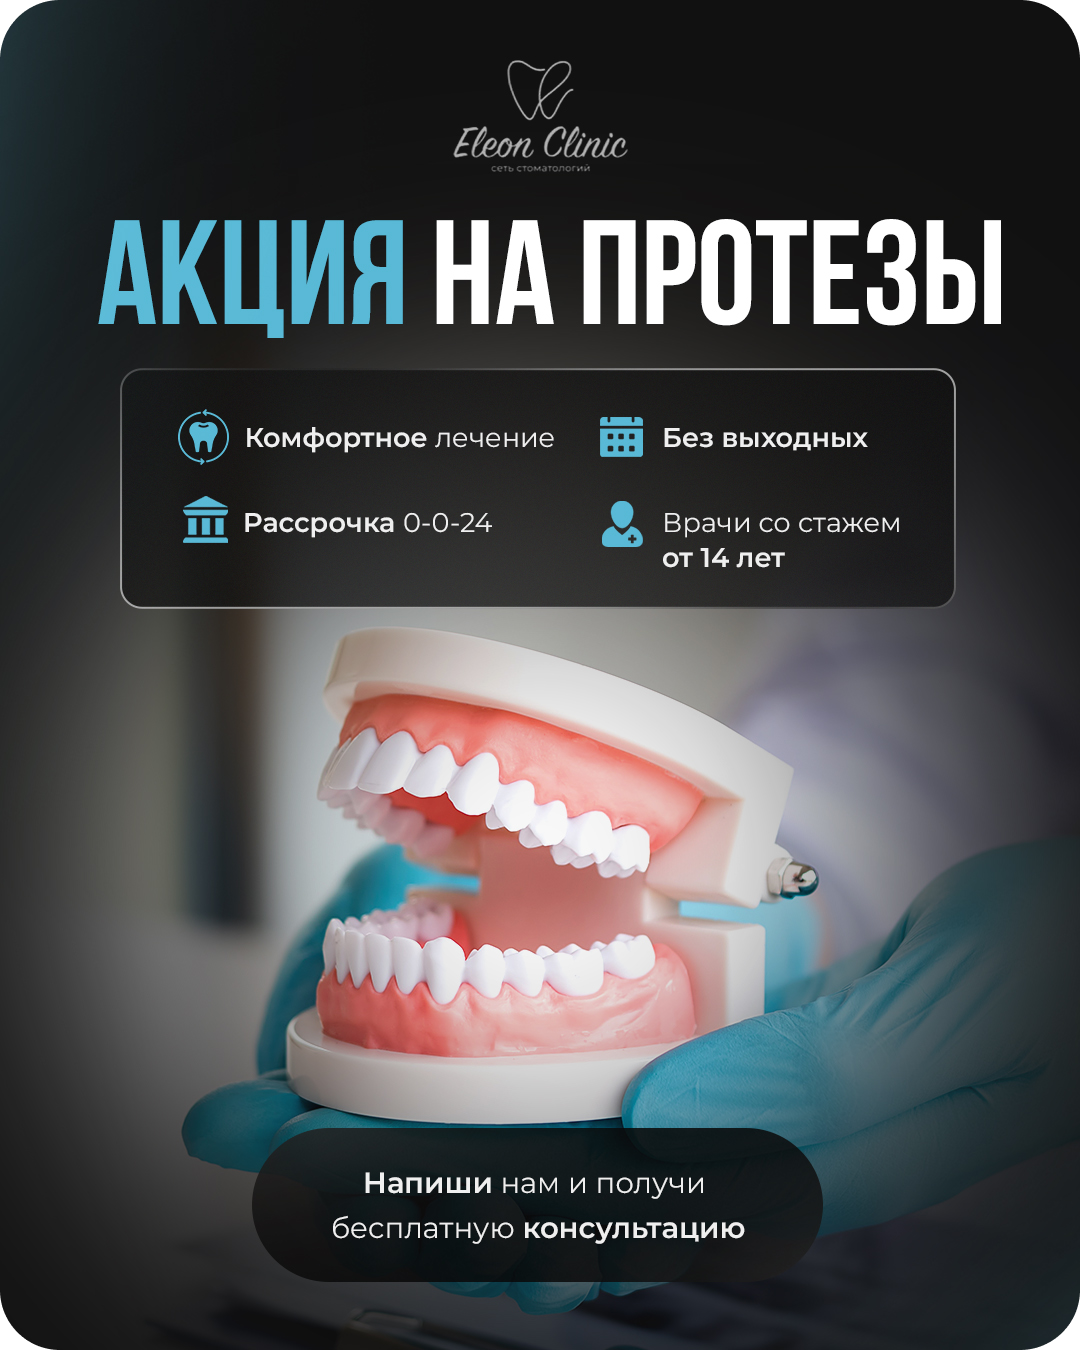 Eleon Clinic
сеть стоматологий
АКЦИЯ НА ПРОТЕЗЫ
Комфортное лечение
Без выходных
Рассрочка 0-0-24
Врачи со стажем
от 14 лет
Напиши нам и получи
бесплатную консультацию